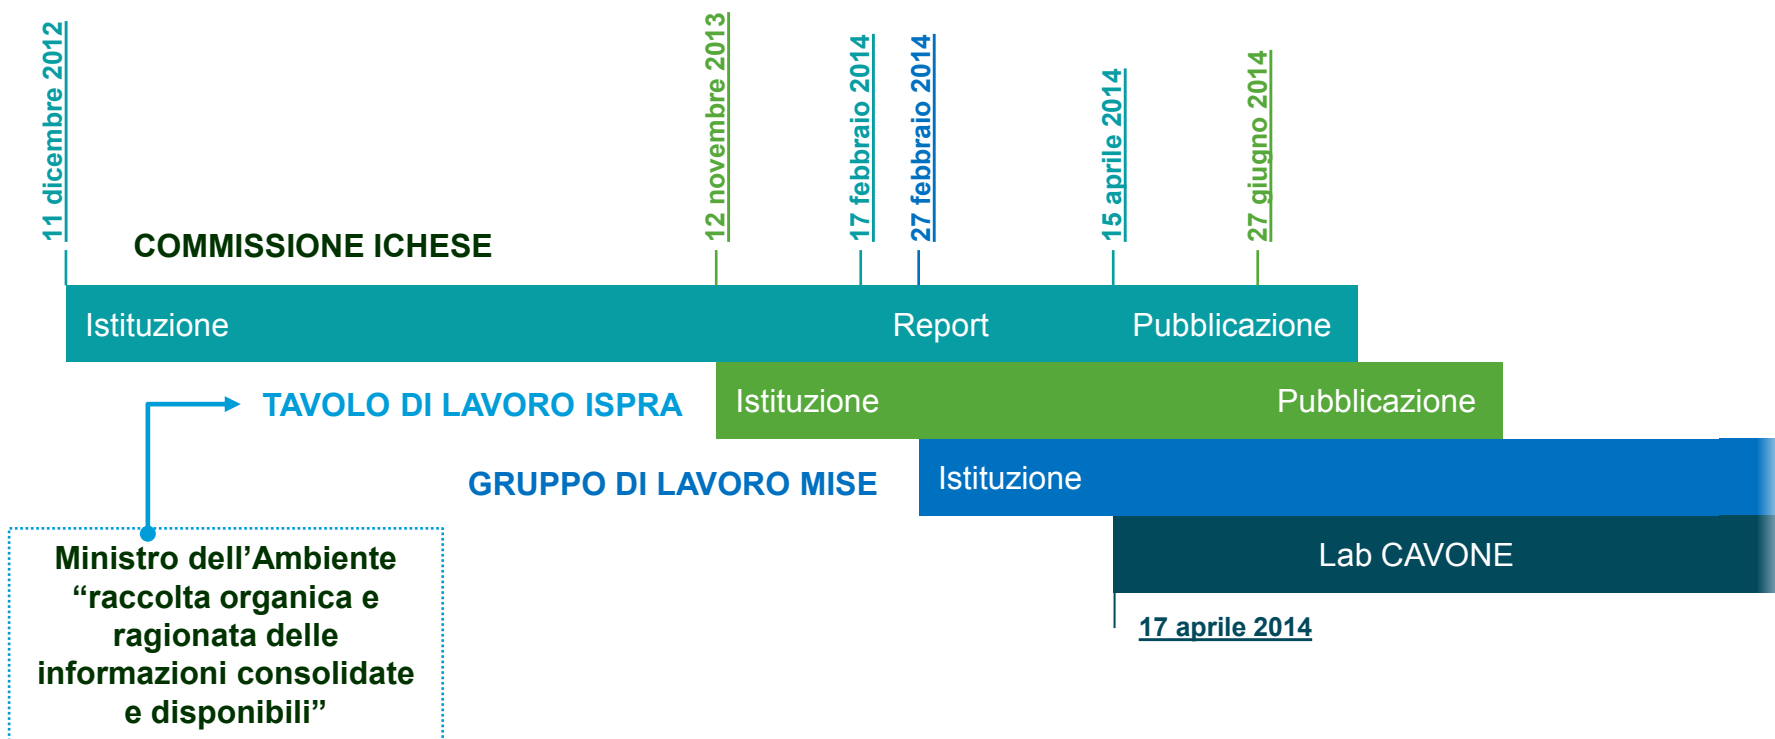 11 dicembre 2012
12 novembre 2013
17 febbraio 2014
27 febbraio 2014
15 aprile 2014
27 giugno 2014
COMMISSIONE ICHESE
Istituzione
Report
Pubblicazione
TAVOLO DI LAVORO ISPRA
Istituzione
Pubblicazione
GRUPPO DI LAVORO MISE
Istituzione
Lab CAVONE
17 aprile 2014
Ministro dell’Ambiente
“raccolta organica e
ragionata delle
informazioni consolidate
e disponibili”